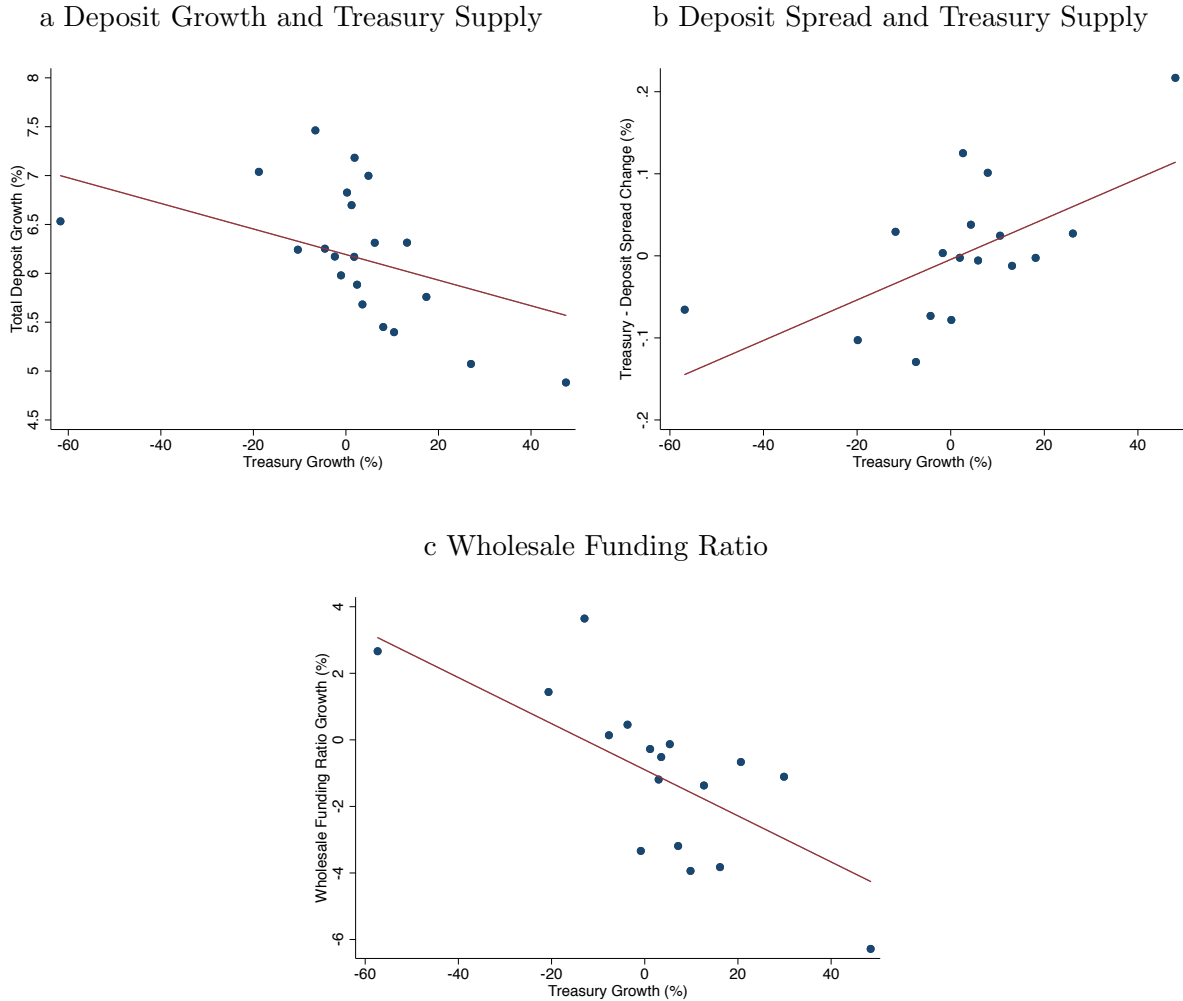 a Deposit Growth and Treasury Supply
Total Deposit Growth (%)
8
7.5
7
6.5
6
5.5
5
4.5
-60 -40 -20 0 20 40
Treasury Growth (%)
b Deposit Spread and Treasury Supply
Treasury - Deposit Spread Change (%)
.2
.1
0
-.1
-.2
-60 -40 -20 0 20 40
Treasury Growth (%)
c Wholesale Funding Ratio
Wholesale Funding Ratio Growth (%)
4
2
0
-2
-4
-6
-60 -40 -20 0 20 40
Treasury Growth (%)